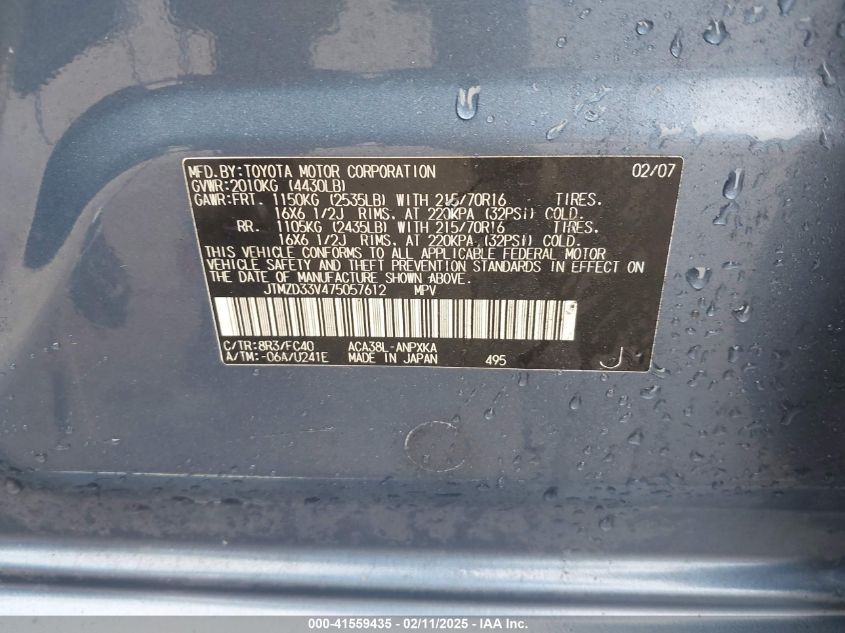 MFD.BY:TOYOTA MOTOR CORPORATION 02/07
GVWR:2010KG (4430LB)
GAWR:FRT. 1150KG (2535LB) WITH 215/70R16 TIRES.
16X6 1/2J RIMS. AT 220KPA (32PSI) COLD.
RR. 1105KG (2435LB) WITH 215/70R16 TIRES.
16X6 1/2J RIMS. AT 220KPA (32PSI) COLD.
THIS VEHICLE CONFORMS TO ALL APPLICABLE FEDERAL MOTOR
VEHICLE SAFETY AND THEFT PREVENTION STANDARDS IN EFFECT ON
THE DATE OF MANUFACTURE SHOWN ABOVE.
JTMZD33V475057612 MPV
C/TR:8R3/FC40 ACA38L-ANPXKA
A/TM:-06A/U241E MADE IN JAPAN 495 J
000-41559435 - 02/11/2025 - IAA Inc.